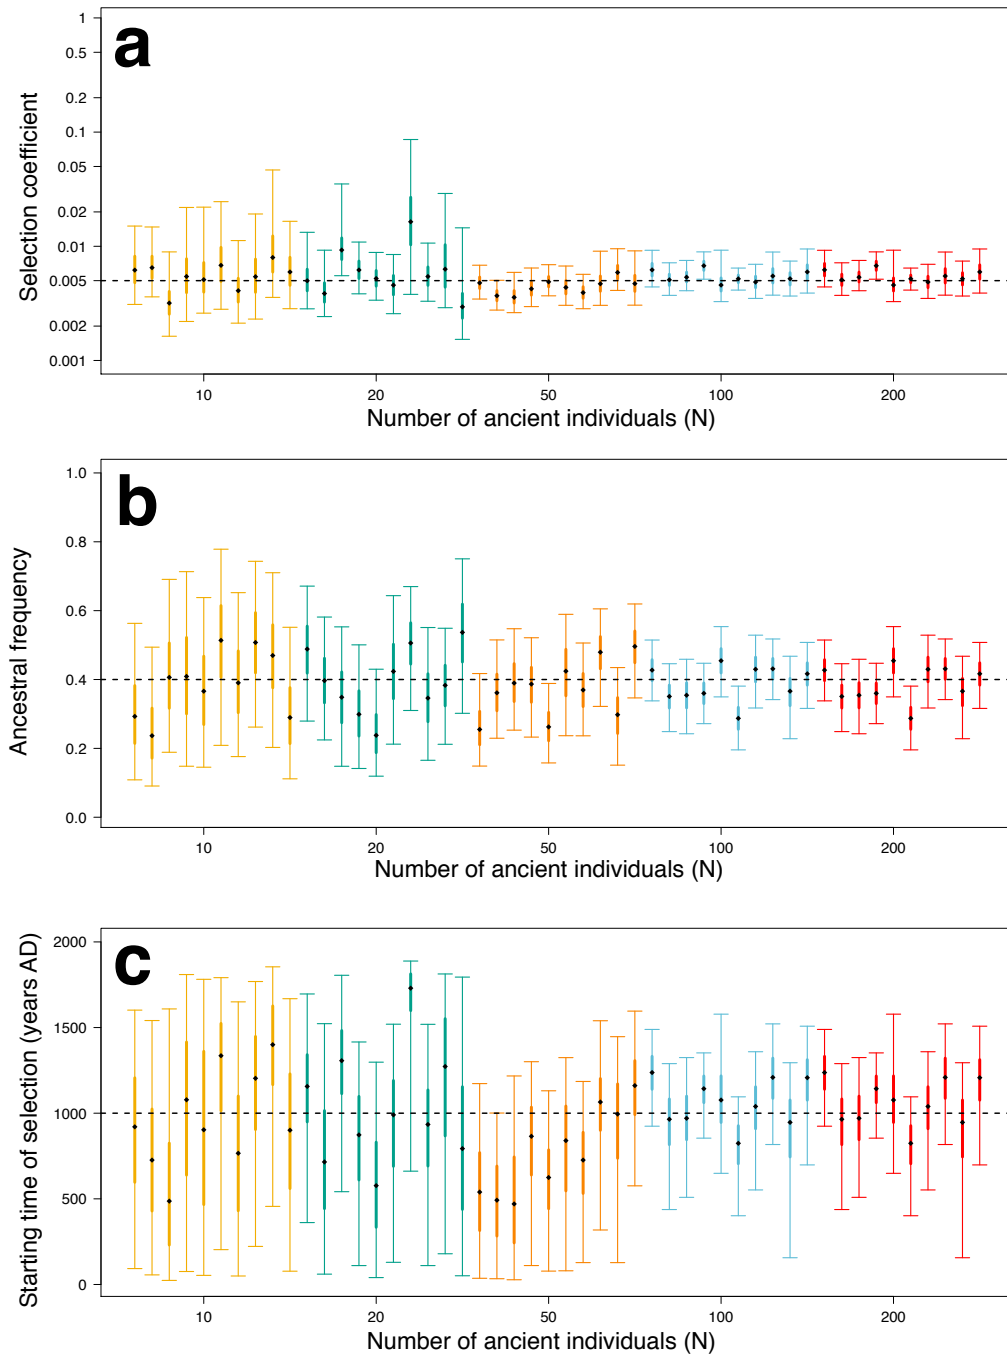 a
Selection coefficient
1
0.5
0.2
0.1
0.05
0.02
0.01
0.005
0.002
0.001
10 20 50 100 200
Number of ancient individuals (N)
b
Ancestral frequency
1.0
0.8
0.6
0.4
0.2
0.0
10 20 50 100 200
Number of ancient individuals (N)
c
Starting time of selection (years AD)
2000
1500
1000
500
0
10 20 50 100 200
Number of ancient individuals (N)